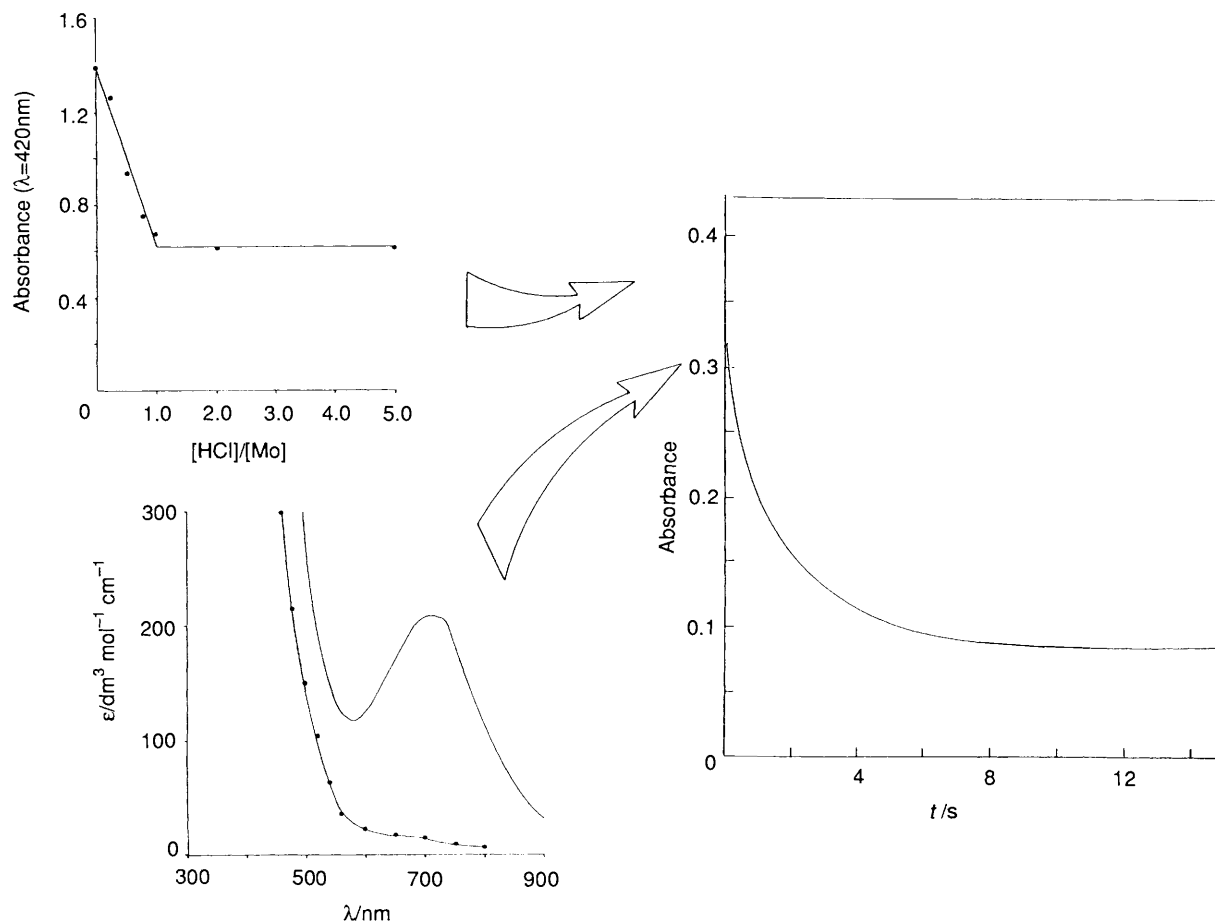 1.6
1.2
0.8
0.4
Absorbance (λ=420nm)
0 1.0 2.0 3.0 4.0 5.0
[HCl]/[Mo]
300
200
100
0
ε/dm³ mol⁻¹ cm⁻¹
300 500 700 900
λ/nm
0.4
0.3
0.2
0.1
0
Absorbance
4 8 12
t/s